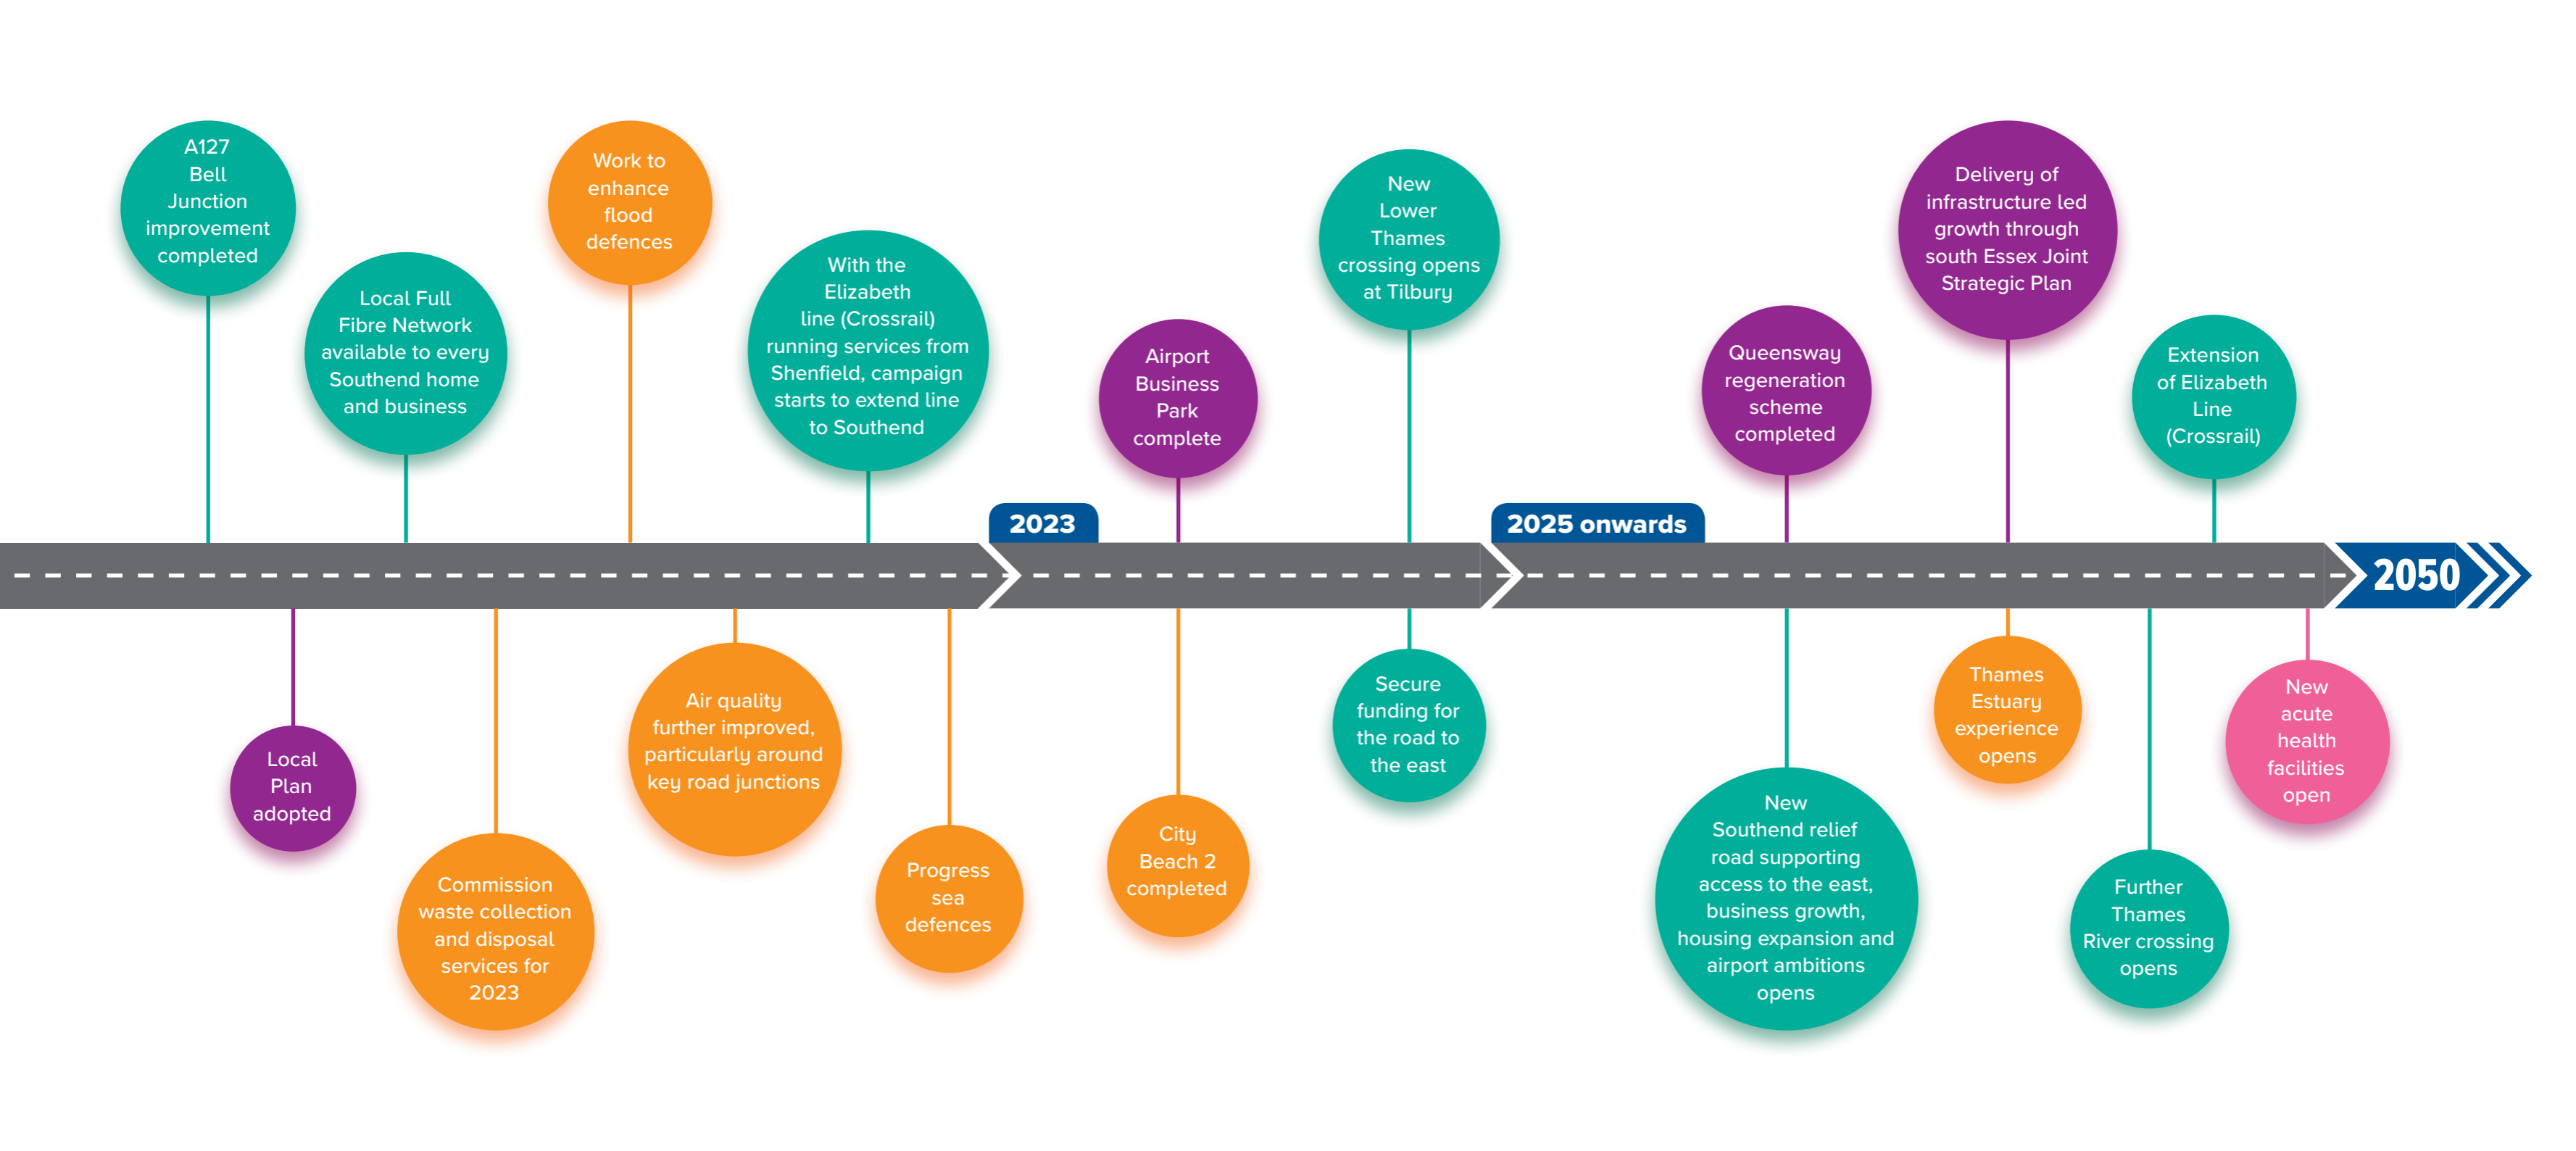 A127
Bell
Junction
improvement
completed
Local Full
Fibre Network
available to every
Southend home
and business
Work to
enhance
flood
defences
With the
Elizabeth
line (Crossrail)
running services from
Shenfield, campaign
starts to extend line
to Southend
2023
Airport
Business
Park
complete
New
Lower
Thames
crossing opens
at Tilbury
2025 onwards
Queensway
regeneration
scheme
completed
Delivery of
infrastructure led
growth through
south Essex Joint
Strategic Plan
Extension
of Elizabeth
Line
(Crossrail)
2050
Local
Plan
adopted
Commission
waste collection
and disposal
services for
2023
Air quality
further improved,
particularly around
key road junctions
Progress
sea
defences
City
Beach 2
completed
Secure
funding for
the road to
the east
New
Southend relief
road supporting
access to the east,
business growth,
housing expansion and
airport ambitions
opens
Thames
Estuary
experience
opens
Further
Thames
River crossing
opens
New
acute
health
facilities
open